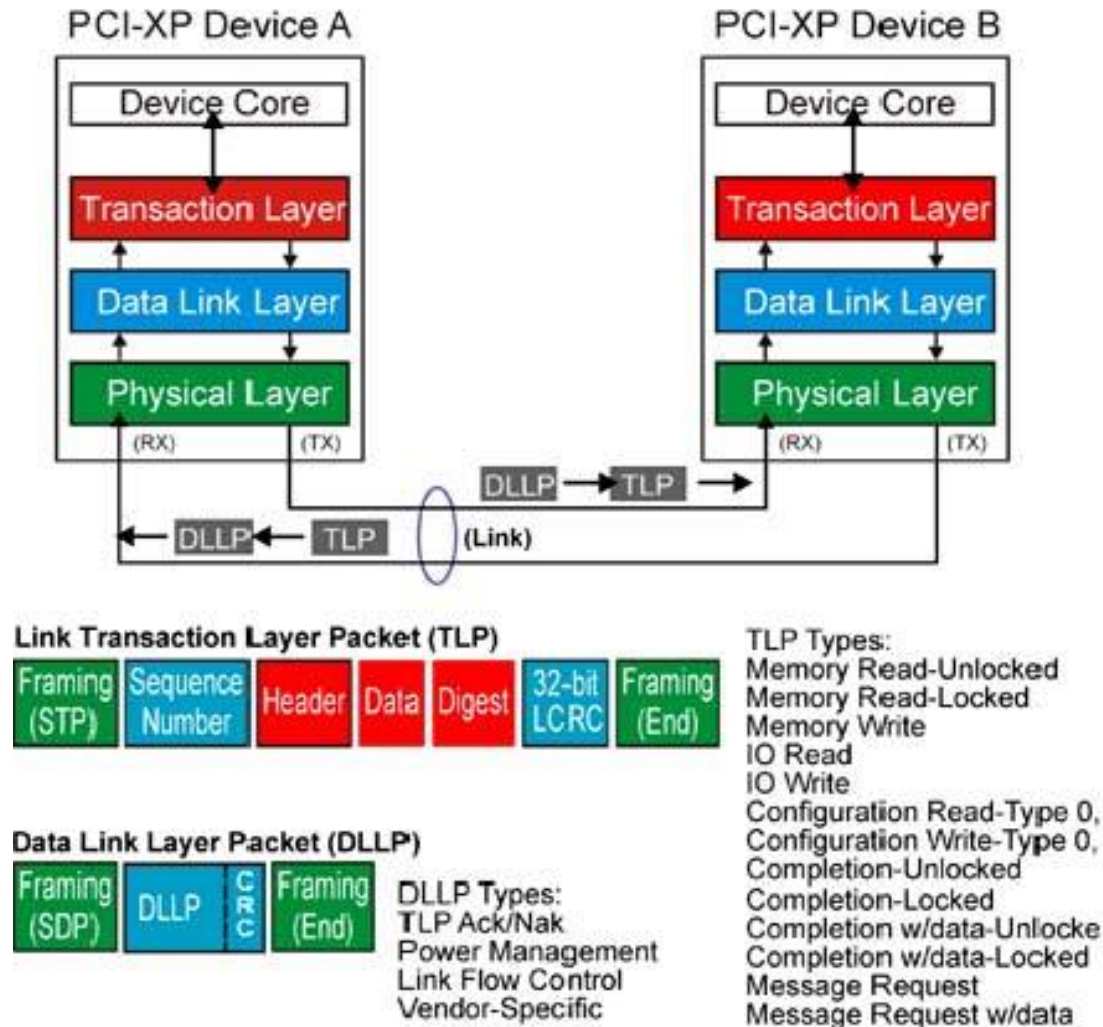 PCI-XP Device A
PCI-XP Device B
Device Core
Transaction Layer
Data Link Layer
Physical Layer
(RX)
(TX)
Device Core
Transaction Layer
Data Link Layer
Physical Layer
(RX)
(TX)
DLLP
TLP
DLLP
TLP
(Link)
Link Transaction Layer Packet (TLP)
Framing
(STP)
Sequence
Number
Header
Data
Digest
32-bit
LCRC
Framing
(End)
Data Link Layer Packet (DLLP)
Framing
(SDP)
DLLP
CRC
Framing
(End)
DLLP Types:
TLP Ack/Nak
Power Management
Link Flow Control
Vendor-Specific
TLP Types:
Memory Read-Unlocked
Memory Read-Locked
Memory Write
IO Read
IO Write
Configuration Read-Type 0,
Configuration Write-Type 0,
Completion-Unlocked
Completion-Locked
Completion w/data-Unlocke
Completion w/data-Locked
Message Request
Message Request w/data